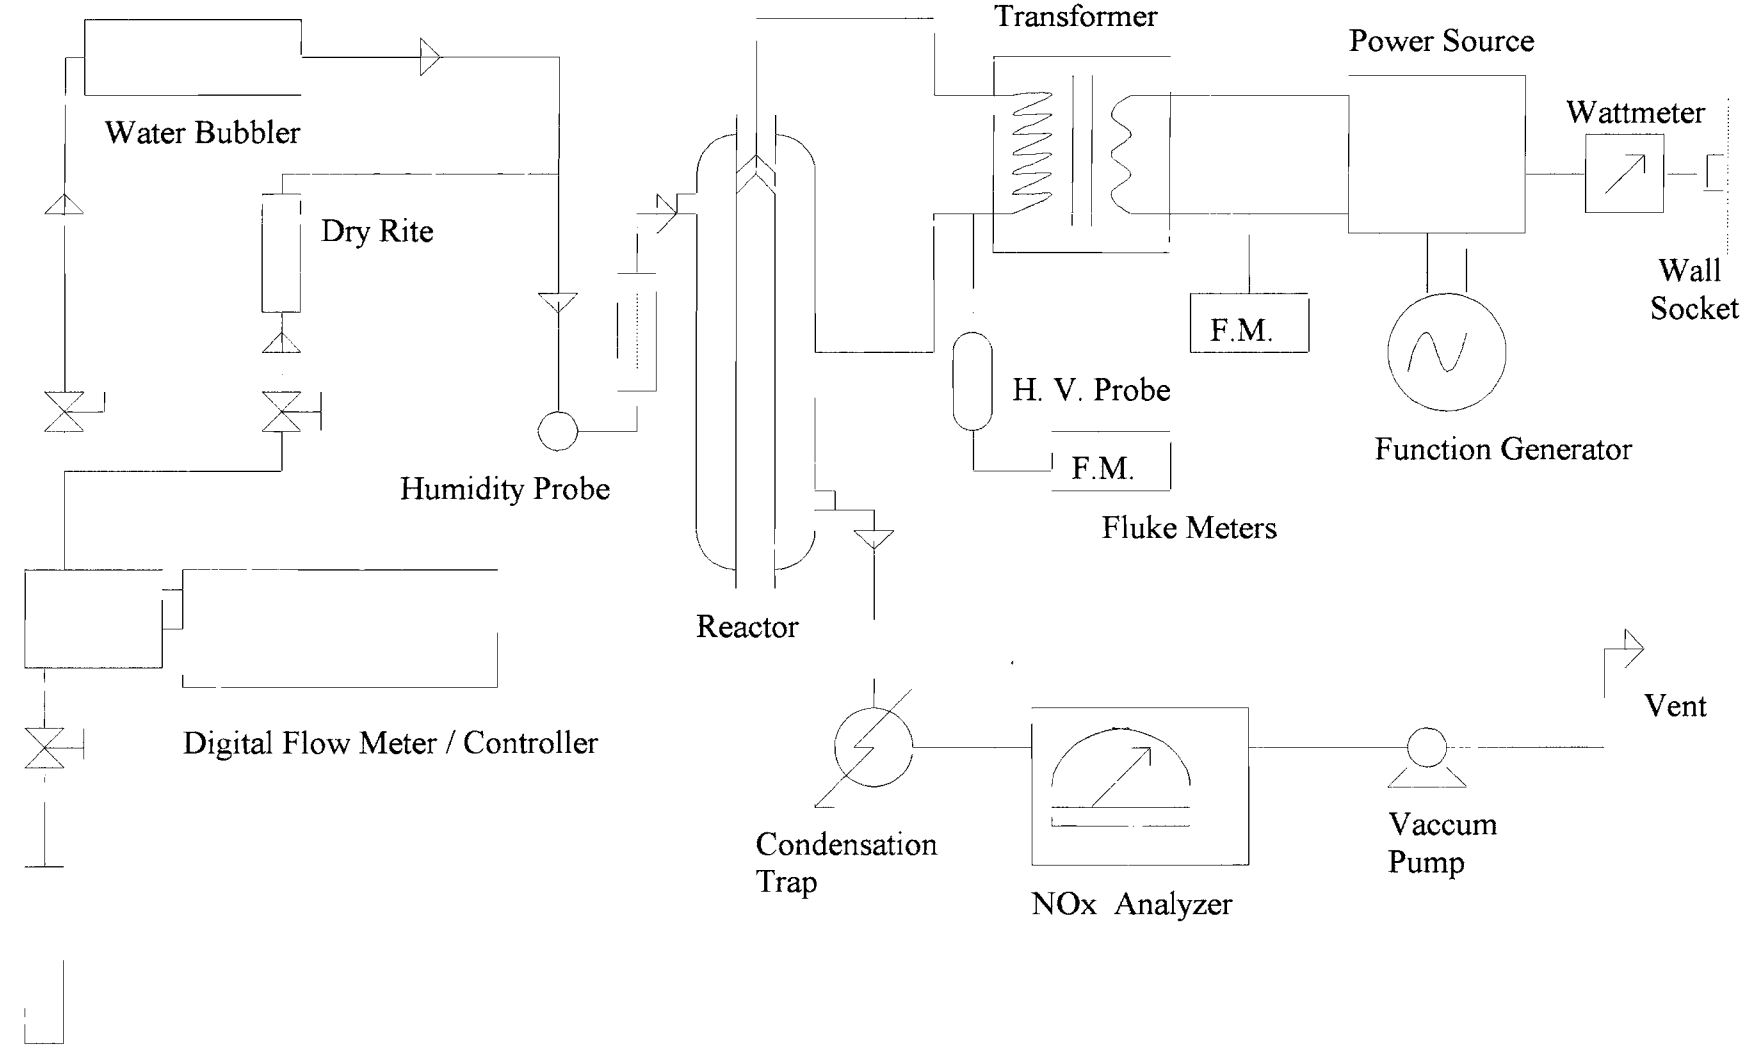 Transformer
Power Source
Wattmeter
Water Bubbler
Dry Rite
Wall
Socket
F.M.
H. V. Probe
Function Generator
F.M.
Humidity Probe
Fluke Meters
Reactor
Vent
Digital Flow Meter / Controller
Vaccum
Pump
Condensation
Trap
NOx Analyzer